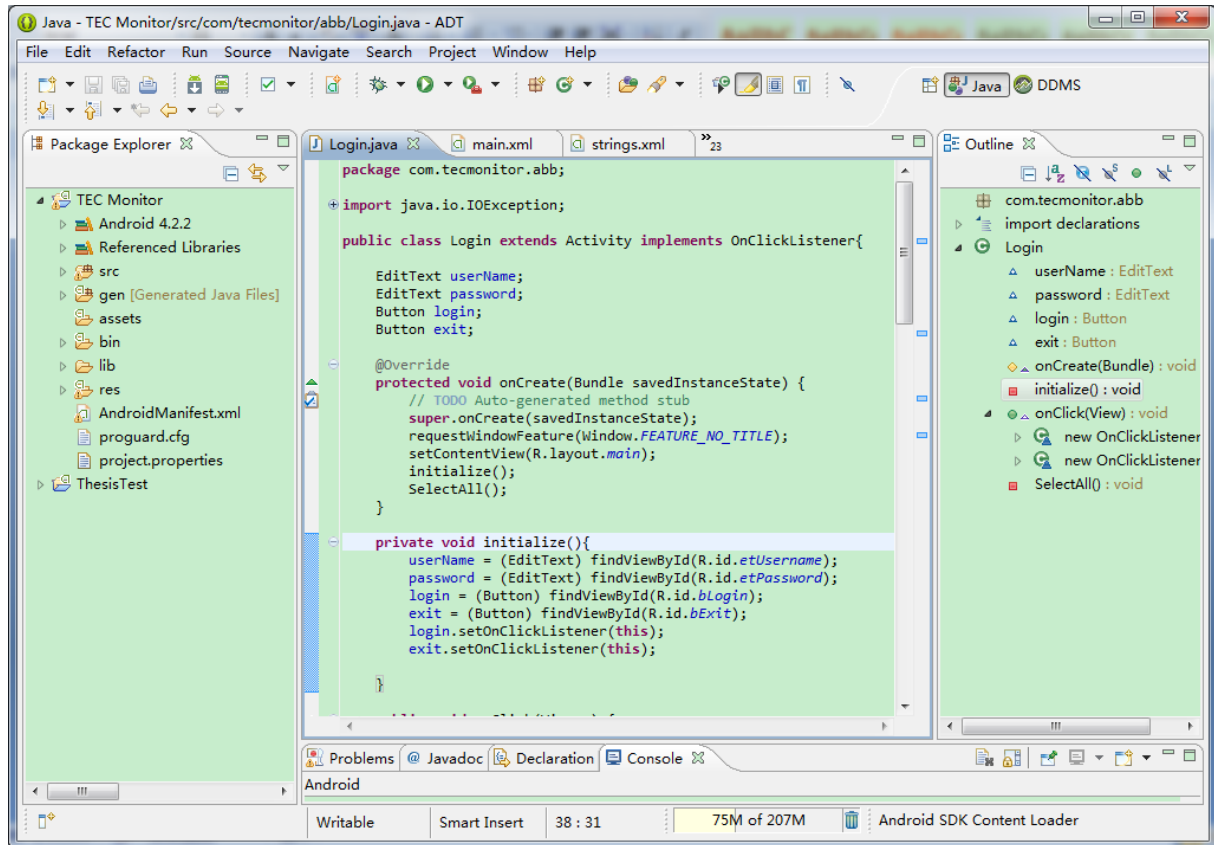 Java - TEC Monitor/src/com/tecmonitor/abb/Login.java - ADT
File Edit Refactor Run Source Navigate Search Project Window Help
Java DDMS
Package Explorer
TEC Monitor
Android 4.2.2
Referenced Libraries
src
gen [Generated Java Files]
assets
bin
lib
res
AndroidManifest.xml
proguard.cfg
project.properties
ThesisTest
Login.java main.xml strings.xml »23
package com.tecmonitor.abb;
import java.io.IOException;
public class Login extends Activity implements OnClickListener{
EditText userName;
EditText password;
Button login;
Button exit;
@Override
protected void onCreate(Bundle savedInstanceState) {
// TODO Auto-generated method stub
super.onCreate(savedInstanceState);
requestWindowFeature(Window.FEATURE_NO_TITLE);
setContentView(R.layout.main);
initialize();
SelectAll();
}
private void initialize(){
userName = (EditText) findViewById(R.id.etUsername);
password = (EditText) findViewById(R.id.etPassword);
login = (Button) findViewById(R.id.bLogin);
exit = (Button) findViewById(R.id.bExit);
login.setOnClickListener(this);
exit.setOnClickListener(this);
}
Outline
com.tecmonitor.abb
import declarations
Login
userName : EditText
password : EditText
login : Button
exit : Button
onCreate(Bundle) : void
initialize() : void
onClick(View) : void
new OnClickListener
new OnClickListener
SelectAll() : void
Problems @ Javadoc Declaration Console
Android
Writable Smart Insert 38 : 31 75M of 207M Android SDK Content Loader